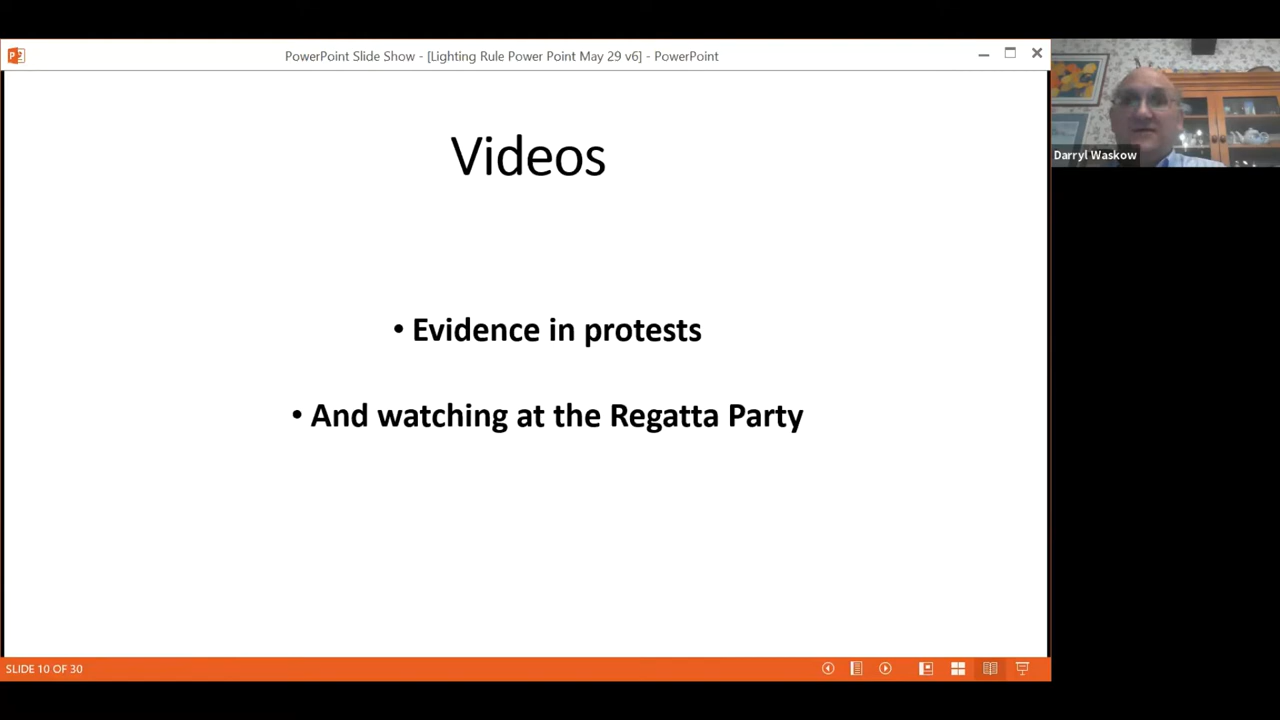 PowerPoint Slide Show - [Lighting Rule Power Point May 29 v6] - PowerPoint
Darryl Waskow
Videos
• Evidence in protests
• And watching at the Regatta Party
SLIDE 10 OF 30